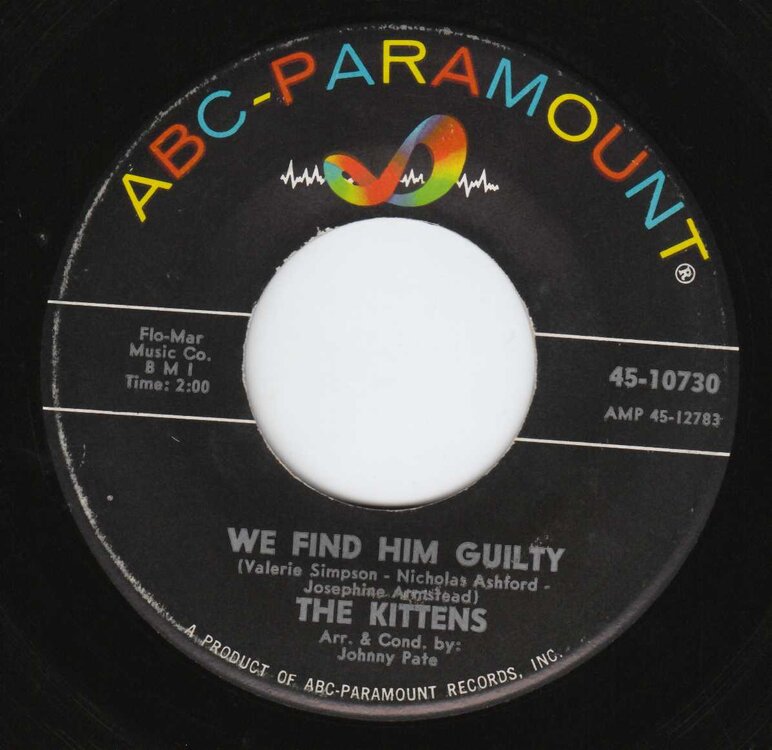 ABC-PARAMOUNT®
Flo-Mar
Music Co.
B M I
Time: 2:00
45-10730
AMP 45-12783
WE FIND HIM GUILTY
(Valerie Simpson - Nicholas Ashford -
Josephine Armstead)
THE KITTENS
Arr. & Cond. by:
Johnny Pate
A PRODUCT OF ABC-PARAMOUNT RECORDS, INC.